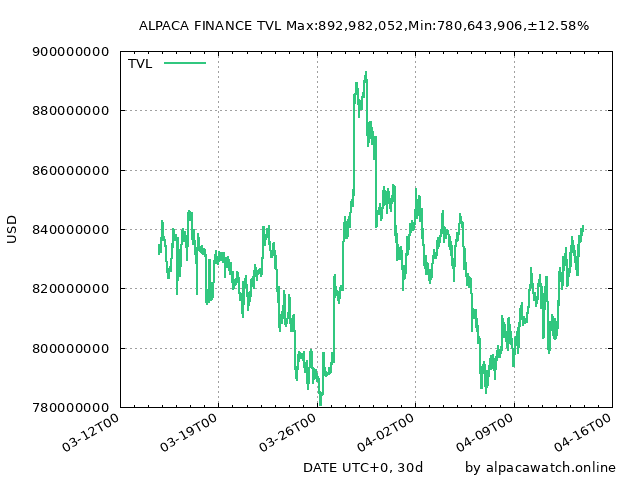 ALPACA FINANCE TVL Max:892,982,052,Min:780,643,906,±12.58%
900000000
TVL
880000000
860000000
840000000
USD
820000000
800000000
780000000
03-12T00 03-19T00 03-26T00 04-02T00 04-09T00 04-16T00
DATE UTC+0, 30d by alpacawatch.online